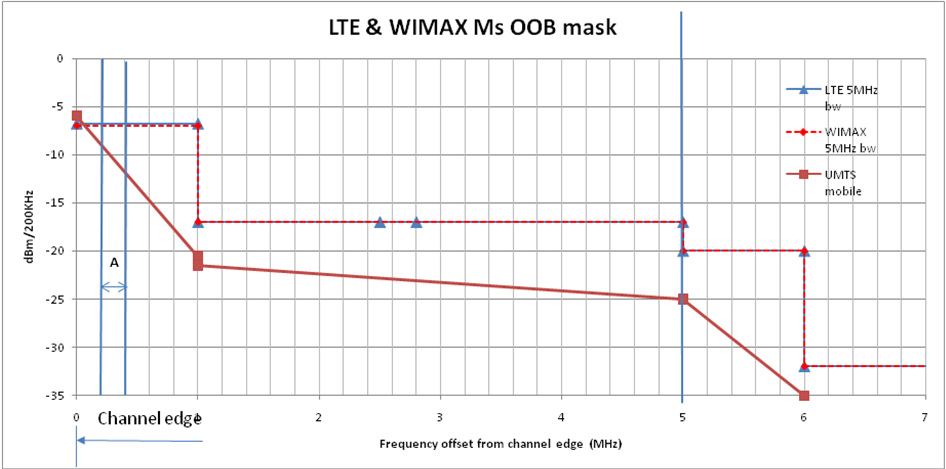 LTE & WIMAX Ms OOB mask
0
-5
-10
-15
-20
-25
-30
-35
dBm/200KHz
LTE 5MHz
bw
WIMAX
5MHz bw
UMTS
mobile
A
0
1
2
3
4
5
6
7
Channel edge
Frequency offset from channel edge (MHz)